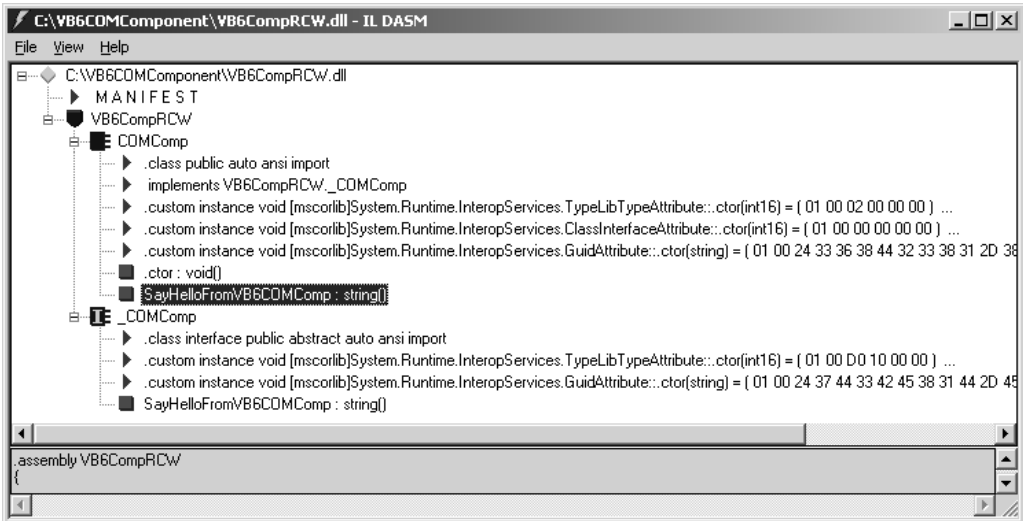 C:\VB6COMComponent\VB6CompRCW.dll - IL DASM
File View Help
C:\VB6COMComponent\VB6CompRCW.dll
M A N I F E S T
VB6CompRCW
COMComp
.class public auto ansi import
implements VB6CompRCW._COMComp
.custom instance void [mscorlib]System.Runtime.InteropServices.TypeLibTypeAttribute::.ctor(int16) = ( 01 00 02 00 00 00 ) ...
.custom instance void [mscorlib]System.Runtime.InteropServices.ClassInterfaceAttribute::.ctor(int16) = ( 01 00 00 00 00 00 ) ...
.custom instance void [mscorlib]System.Runtime.InteropServices.GuidAttribute::.ctor(string) = ( 01 00 24 33 36 38 44 32 33 38 31 2D 38
.ctor : void()
SayHelloFromVB6COMComp : string()
_COMComp
.class interface public abstract auto ansi import
.custom instance void [mscorlib]System.Runtime.InteropServices.TypeLibTypeAttribute::.ctor(int16) = ( 01 00 D0 10 00 00 ) ...
.custom instance void [mscorlib]System.Runtime.InteropServices.GuidAttribute::.ctor(string) = ( 01 00 24 37 44 33 42 45 38 31 44 2D 45
SayHelloFromVB6COMComp : string()
.assembly VB6CompRCW
{